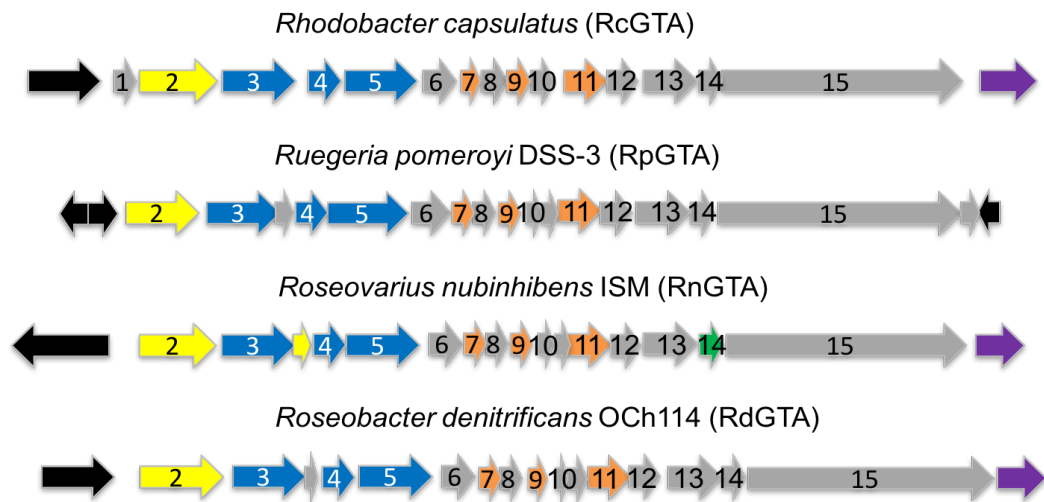 Rhodobacter capsulatus (RcGTA)
1 2 3 4 5 6 7 8 9 10 11 12 13 14 15
Ruegeria pomeroyi DSS-3 (RpGTA)
2 3 4 5 6 7 8 9 10 11 12 13 14 15
Roseovarius nubinhibens ISM (RnGTA)
2 3 4 5 6 7 8 9 10 11 12 13 14 15
Roseobacter denitrificans OCh114 (RdGTA)
2 3 4 5 6 7 8 9 10 11 12 13 14 15